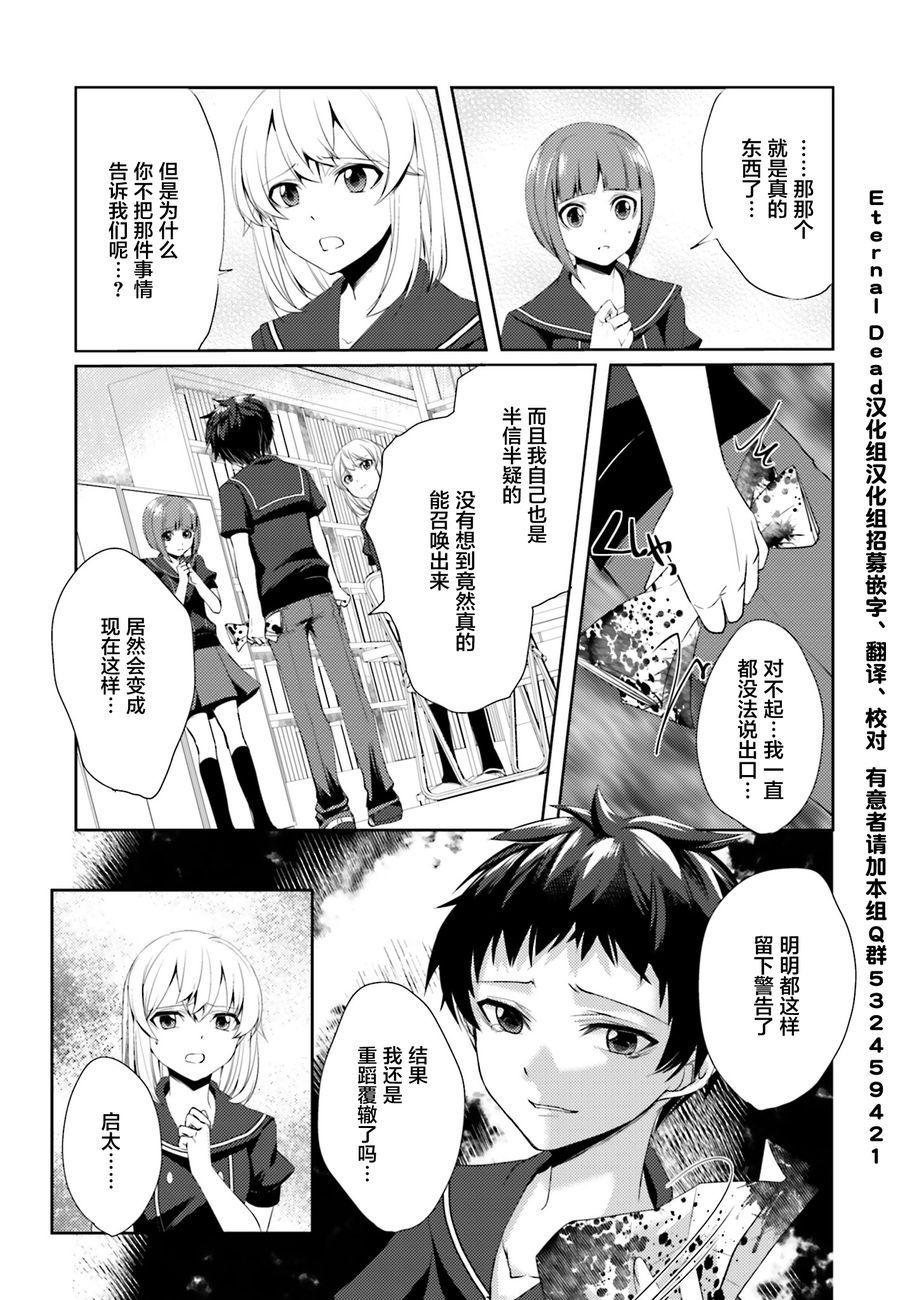 ……那那个
就是真的
东西了…
但是为什么
你不把那件事情
告诉我们呢…？
对不起…我一直
都没法说出口…
而且我自己也是
半信半疑的
没有想到竟然真的
能召唤出来
居然会变成
现在这样…
明明都这样
留下警告了
结果
我还是
重蹈覆辙了吗…
启太……
Eternal Dead汉化组汉化组招募嵌字、翻译、校对 有意者请加本组Q群532459421